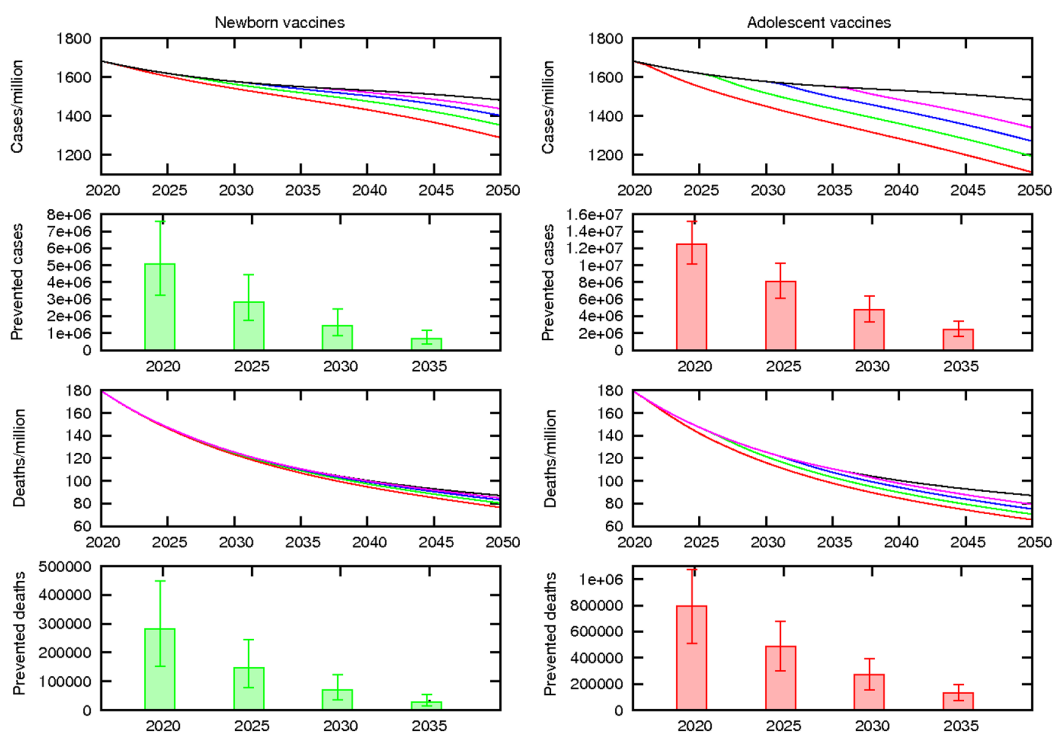 Newborn vaccines
Cases/million
1800
1600
1400
1200
2020 2025 2030 2035 2040 2045 2050
Prevented cases
8e+06
7e+06
6e+06
5e+06
4e+06
3e+06
2e+06
1e+06
0
2020 2025 2030 2035
Deaths/million
180
160
140
120
100
80
60
2020 2025 2030 2035 2040 2045 2050
Prevented deaths
500000
400000
300000
200000
100000
0
2020 2025 2030 2035
Adolescent vaccines
Cases/million
1800
1600
1400
1200
2020 2025 2030 2035 2040 2045 2050
Prevented cases
1.6e+07
1.4e+07
1.2e+07
1e+07
8e+06
6e+06
4e+06
2e+06
0
2020 2025 2030 2035
Deaths/million
180
160
140
120
100
80
60
2020 2025 2030 2035 2040 2045 2050
Prevented deaths
1e+06
800000
600000
400000
200000
0
2020 2025 2030 2035